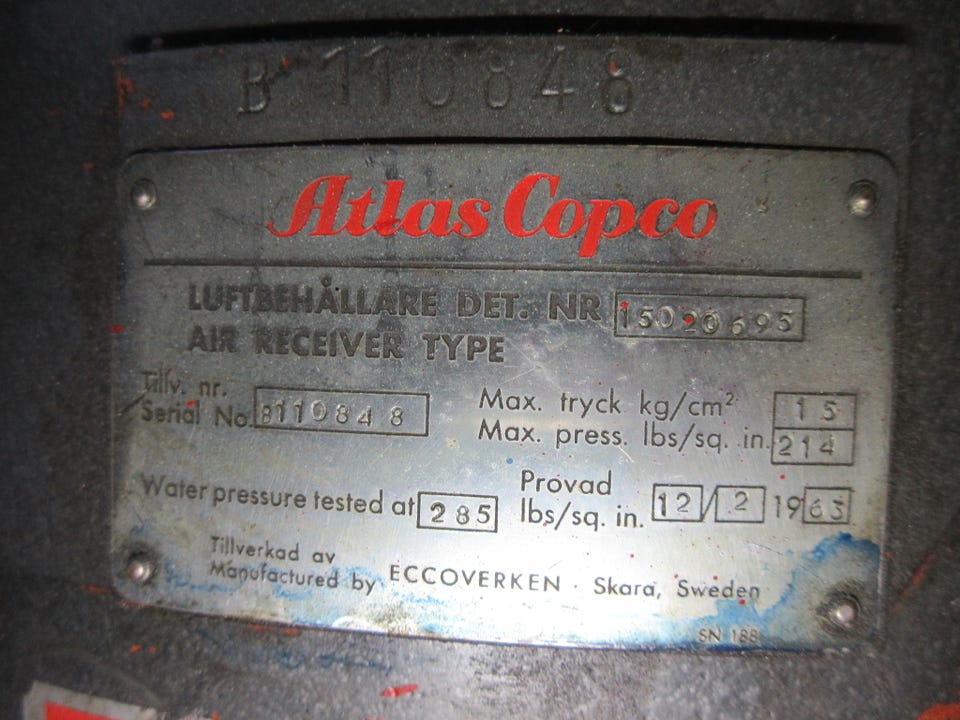 B 110848
Atlas Copco
LUFTBEHÅLLARE DET. NR 15020695
AIR RECEIVER TYPE
Tillv. nr.
Serial No. B110848
Max. tryck kg/cm² 15
Max. press. lbs/sq. in. 214
Water pressure tested at 285
Provad
lbs/sq. in. 12/2 1963
Tillverkad av
Manufactured by ECCOVERKEN · Skara, Sweden
SN 188